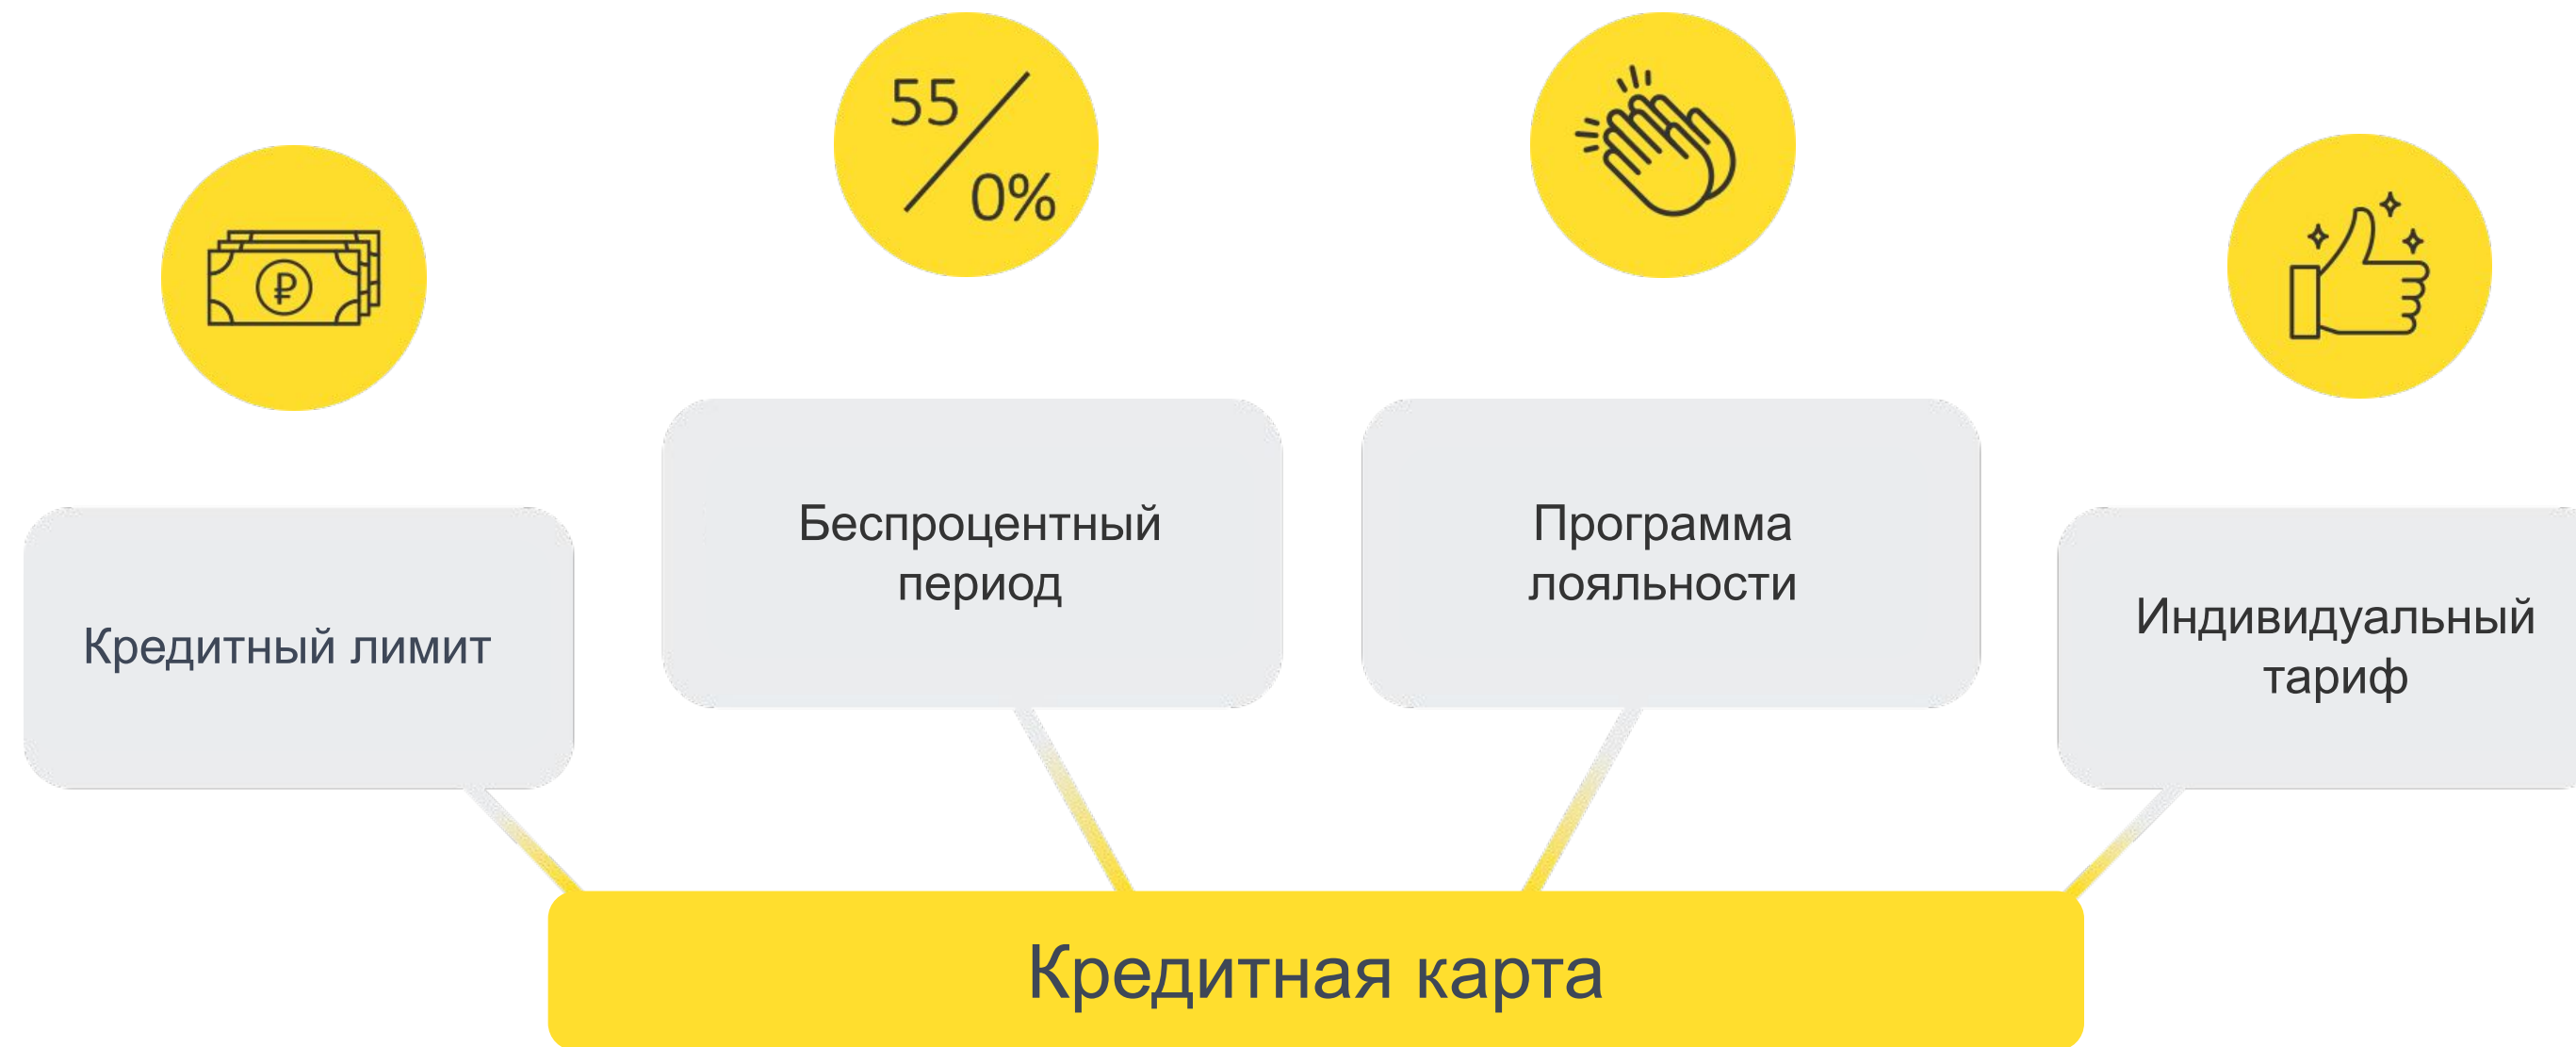 55
0%
₽
Кредитный лимит
Беспроцентный
период
Программа
лояльности
Индивидуальный
тариф
Кредитная карта